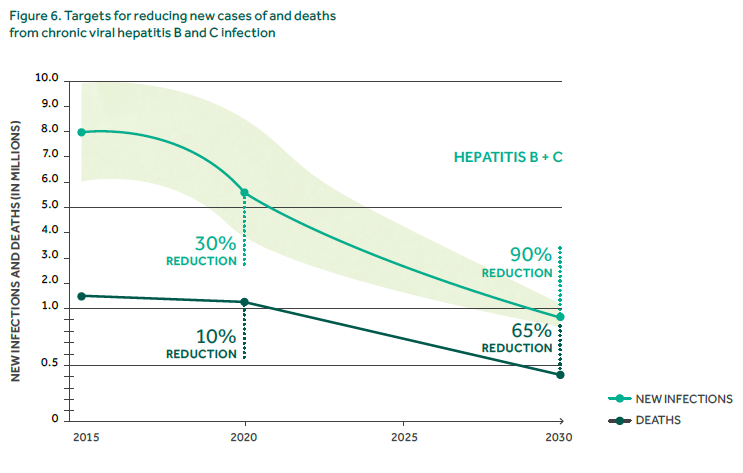 Figure 6. Targets for reducing new cases of and deaths
from chronic viral hepatitis B and C infection
NEW INFECTIONS AND DEATHS (IN MILLIONS)
10.0
9.0
8.0
7.0
6.0
5.0
4.0
3.0
2.0
1.0
0.5
0
HEPATITIS B + C
30%
REDUCTION
90%
REDUCTION
10%
REDUCTION
65%
REDUCTION
2015
2020
2025
2030
NEW INFECTIONS
DEATHS